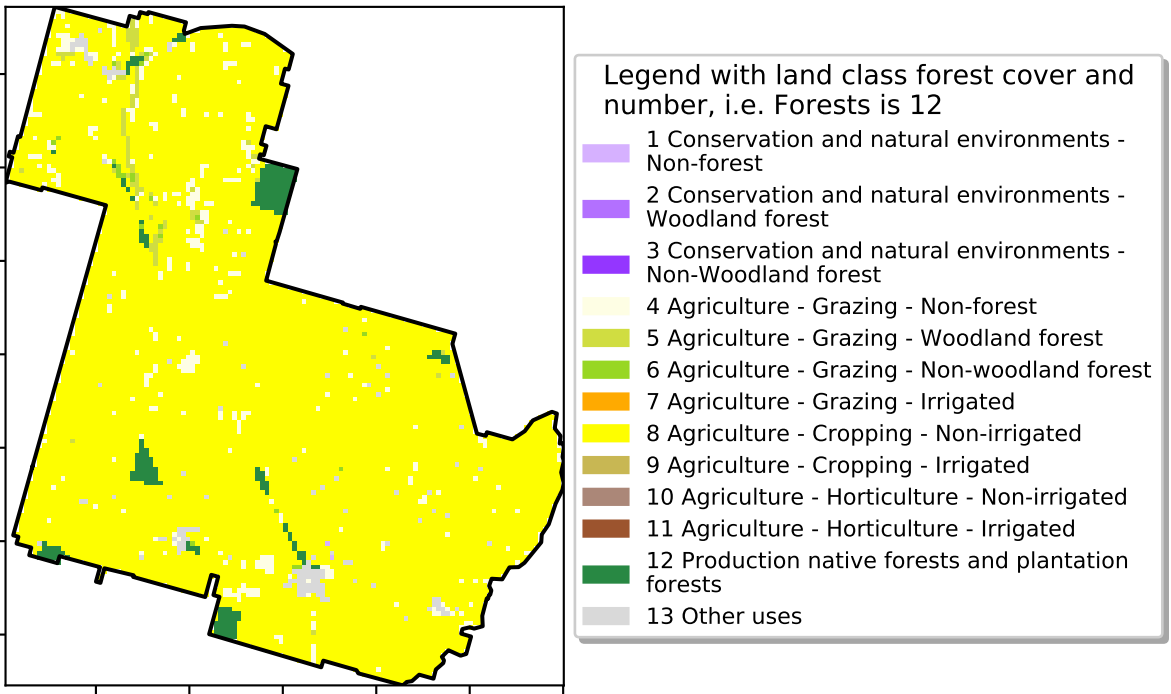 Legend with land class forest cover and
number, i.e. Forests is 12
1 Conservation and natural environments -
Non-forest
2 Conservation and natural environments -
Woodland forest
3 Conservation and natural environments -
Non-Woodland forest
4 Agriculture - Grazing - Non-forest
5 Agriculture - Grazing - Woodland forest
6 Agriculture - Grazing - Non-woodland forest
7 Agriculture - Grazing - Irrigated
8 Agriculture - Cropping - Non-irrigated
9 Agriculture - Cropping - Irrigated
10 Agriculture - Horticulture - Non-irrigated
11 Agriculture - Horticulture - Irrigated
12 Production native forests and plantation
forests
13 Other uses